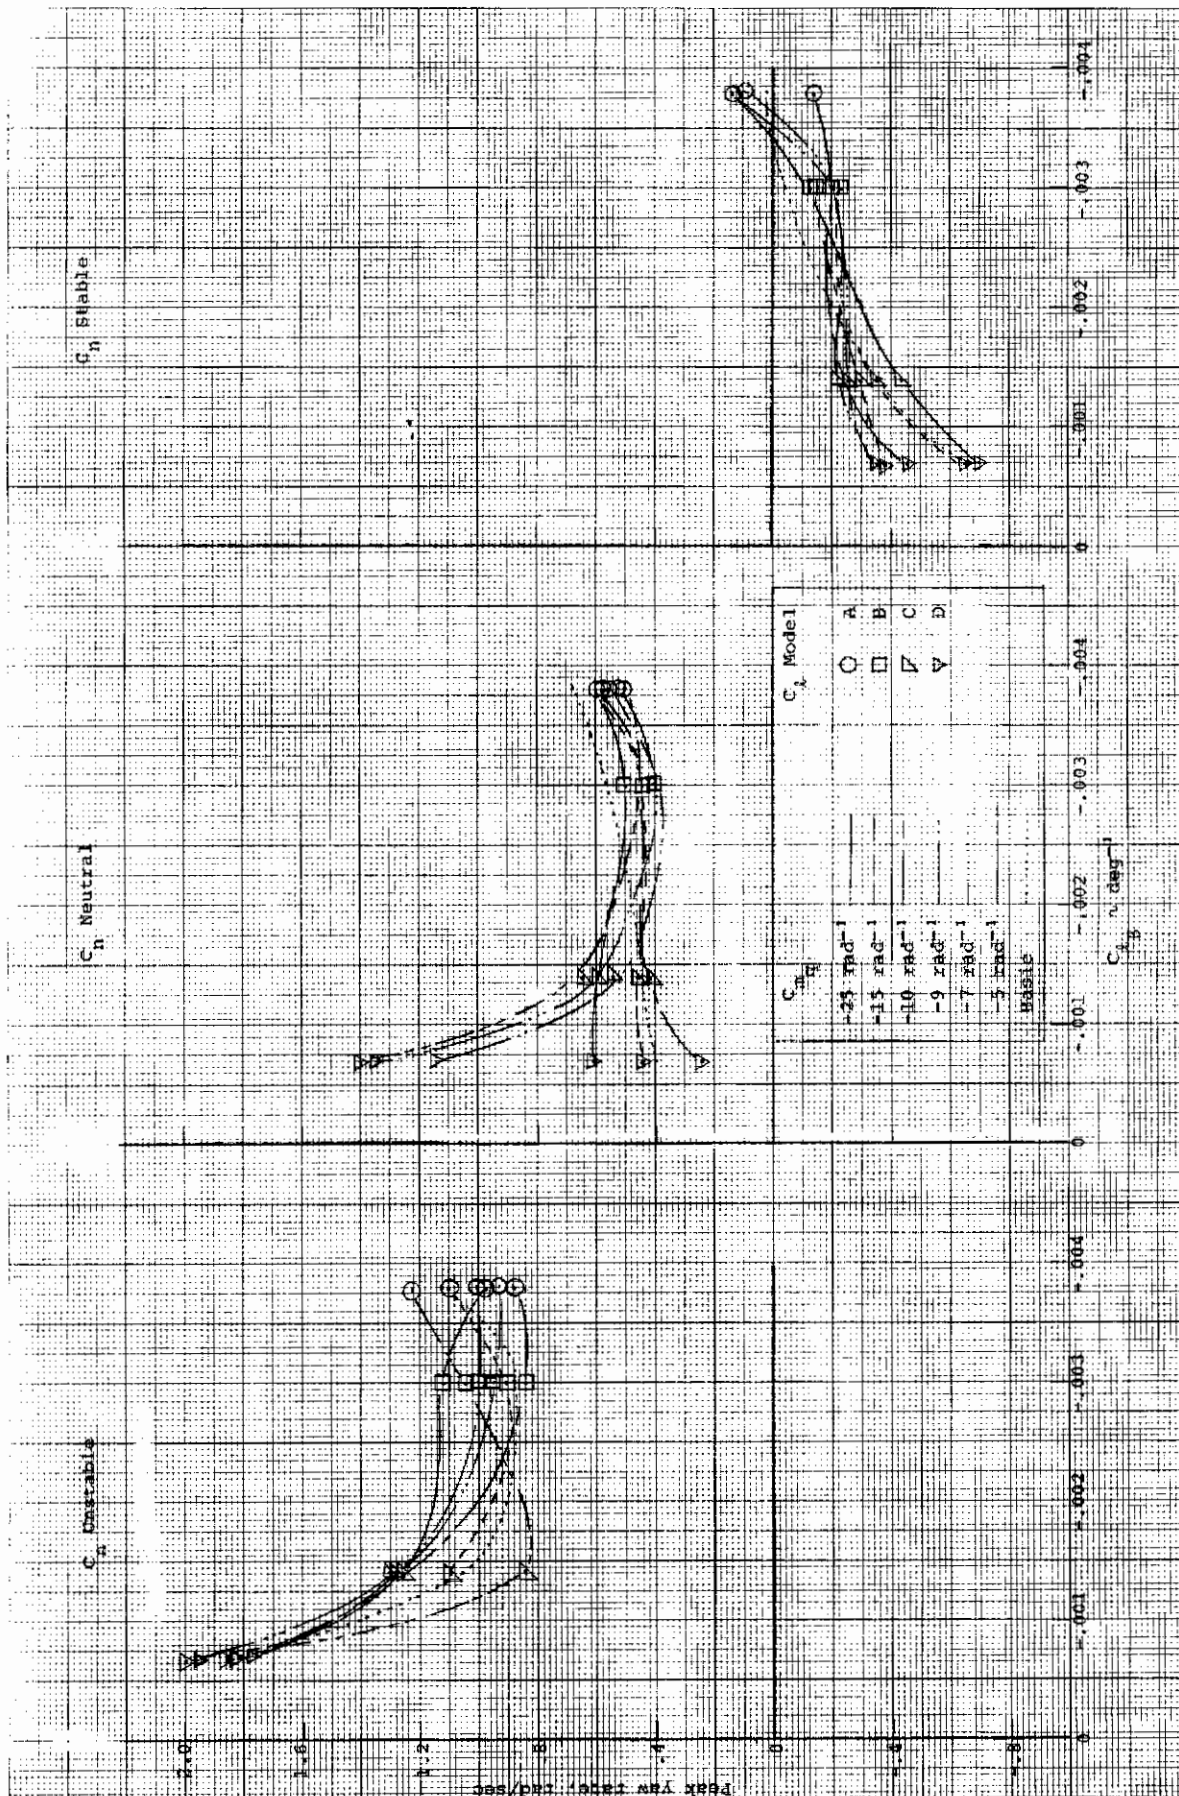 C_n Unstable
C_n Neutral
C_n Stable
2.0
1.6
1.2
.8
.4
0
-.4
-.8
Peak yaw rate, rad/sec
0 -.001 -.002 -.003 -.004
0 -.001 -.002 -.003 -.004
0 -.001 -.002 -.003 -.004
C_ℓ_β ~ deg⁻¹
C_m_q
-25 rad⁻¹
-15 rad⁻¹
-10 rad⁻¹
-9 rad⁻¹
-7 rad⁻¹
-5 rad⁻¹
Basic
C_ℓ Model
A
B
C
D